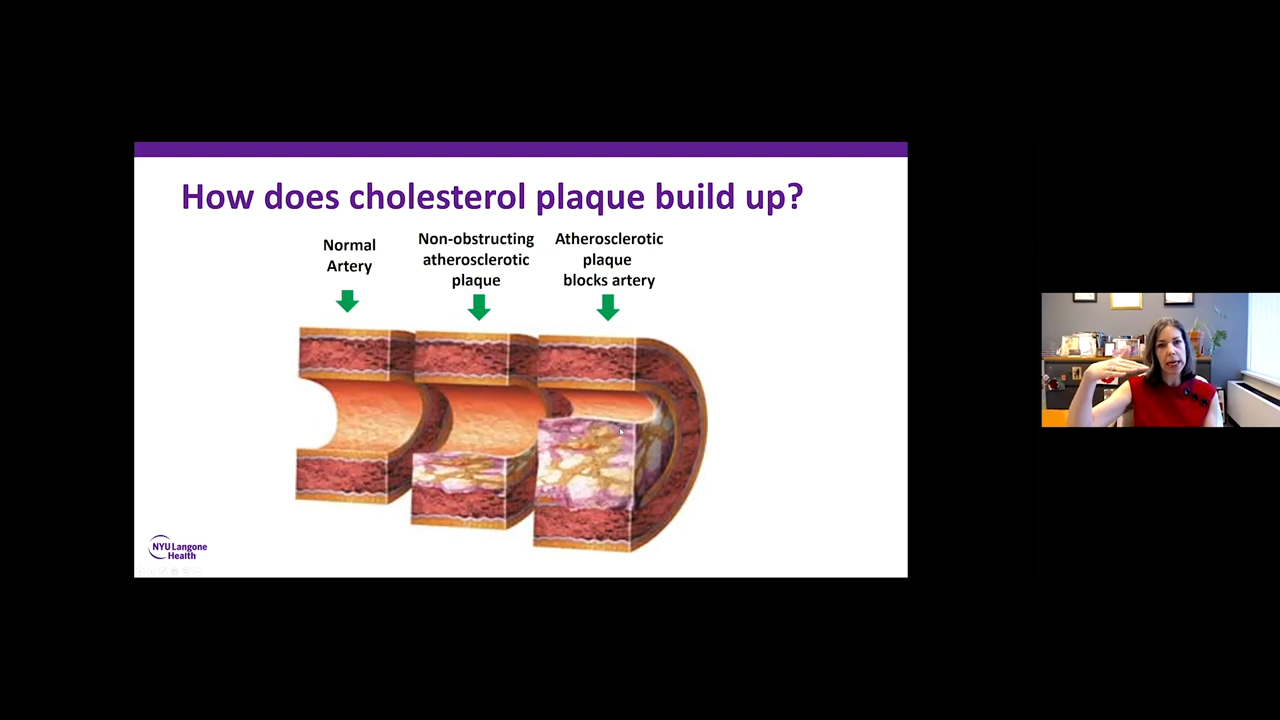 How does cholesterol plaque build up?
Normal
Artery
Non-obstructing
atherosclerotic
plaque
Atherosclerotic
plaque
blocks artery
NYU Langone
Health